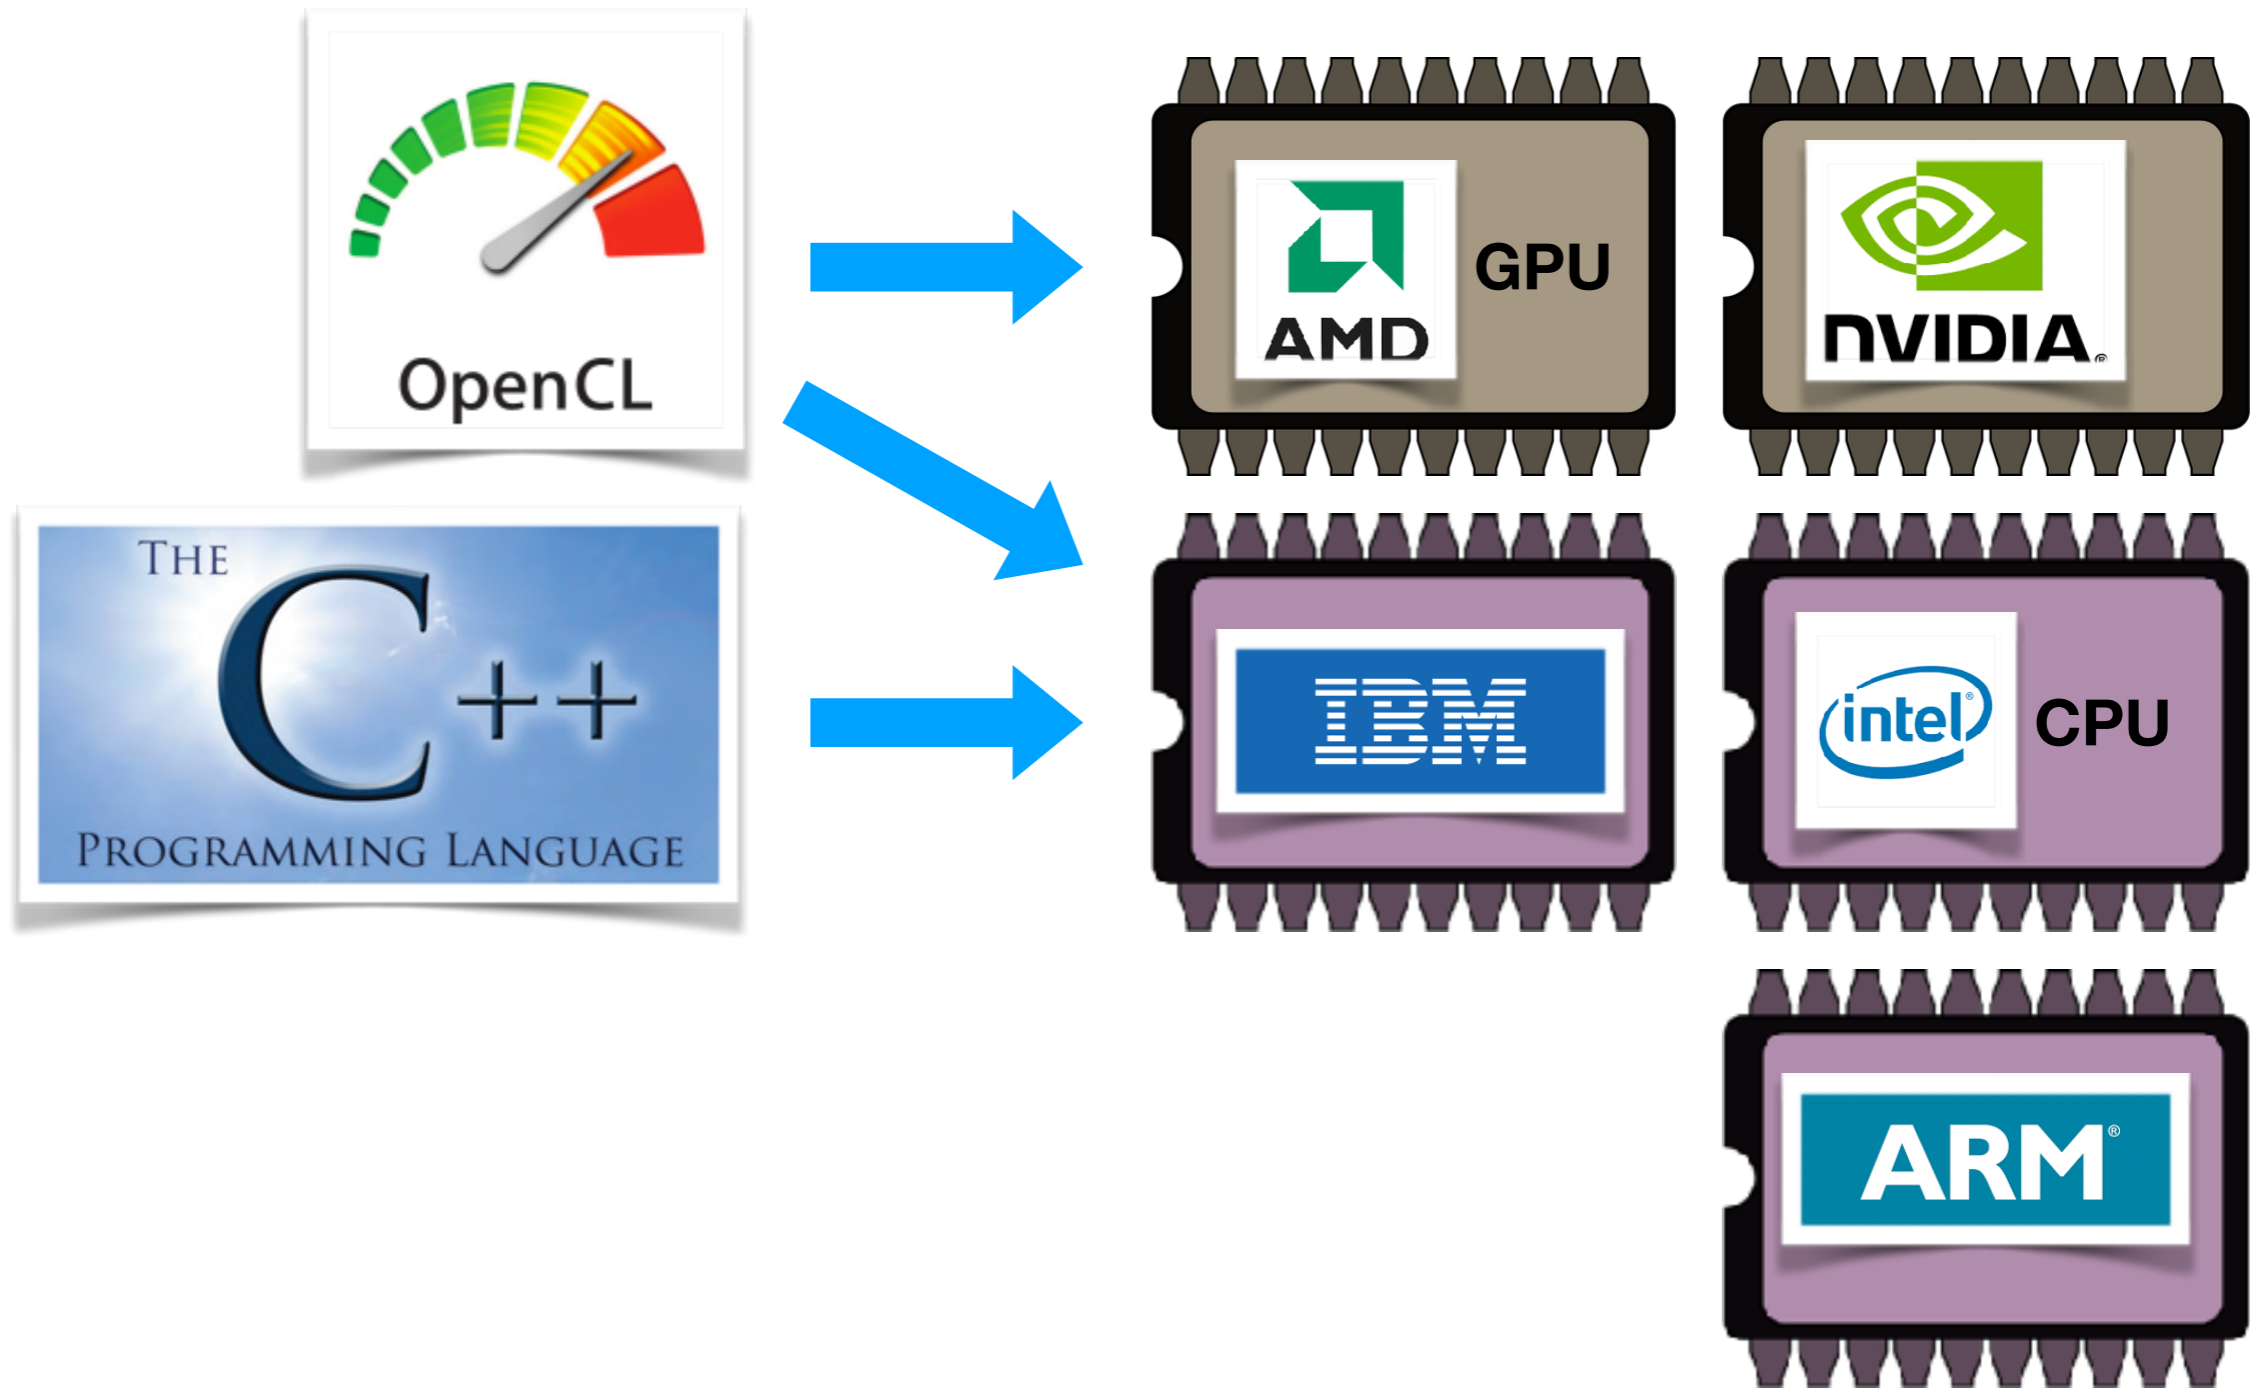 OpenCL
AMD
GPU
NVIDIA®
THE
C++
PROGRAMMING LANGUAGE
IBM
intel®
CPU
ARM®